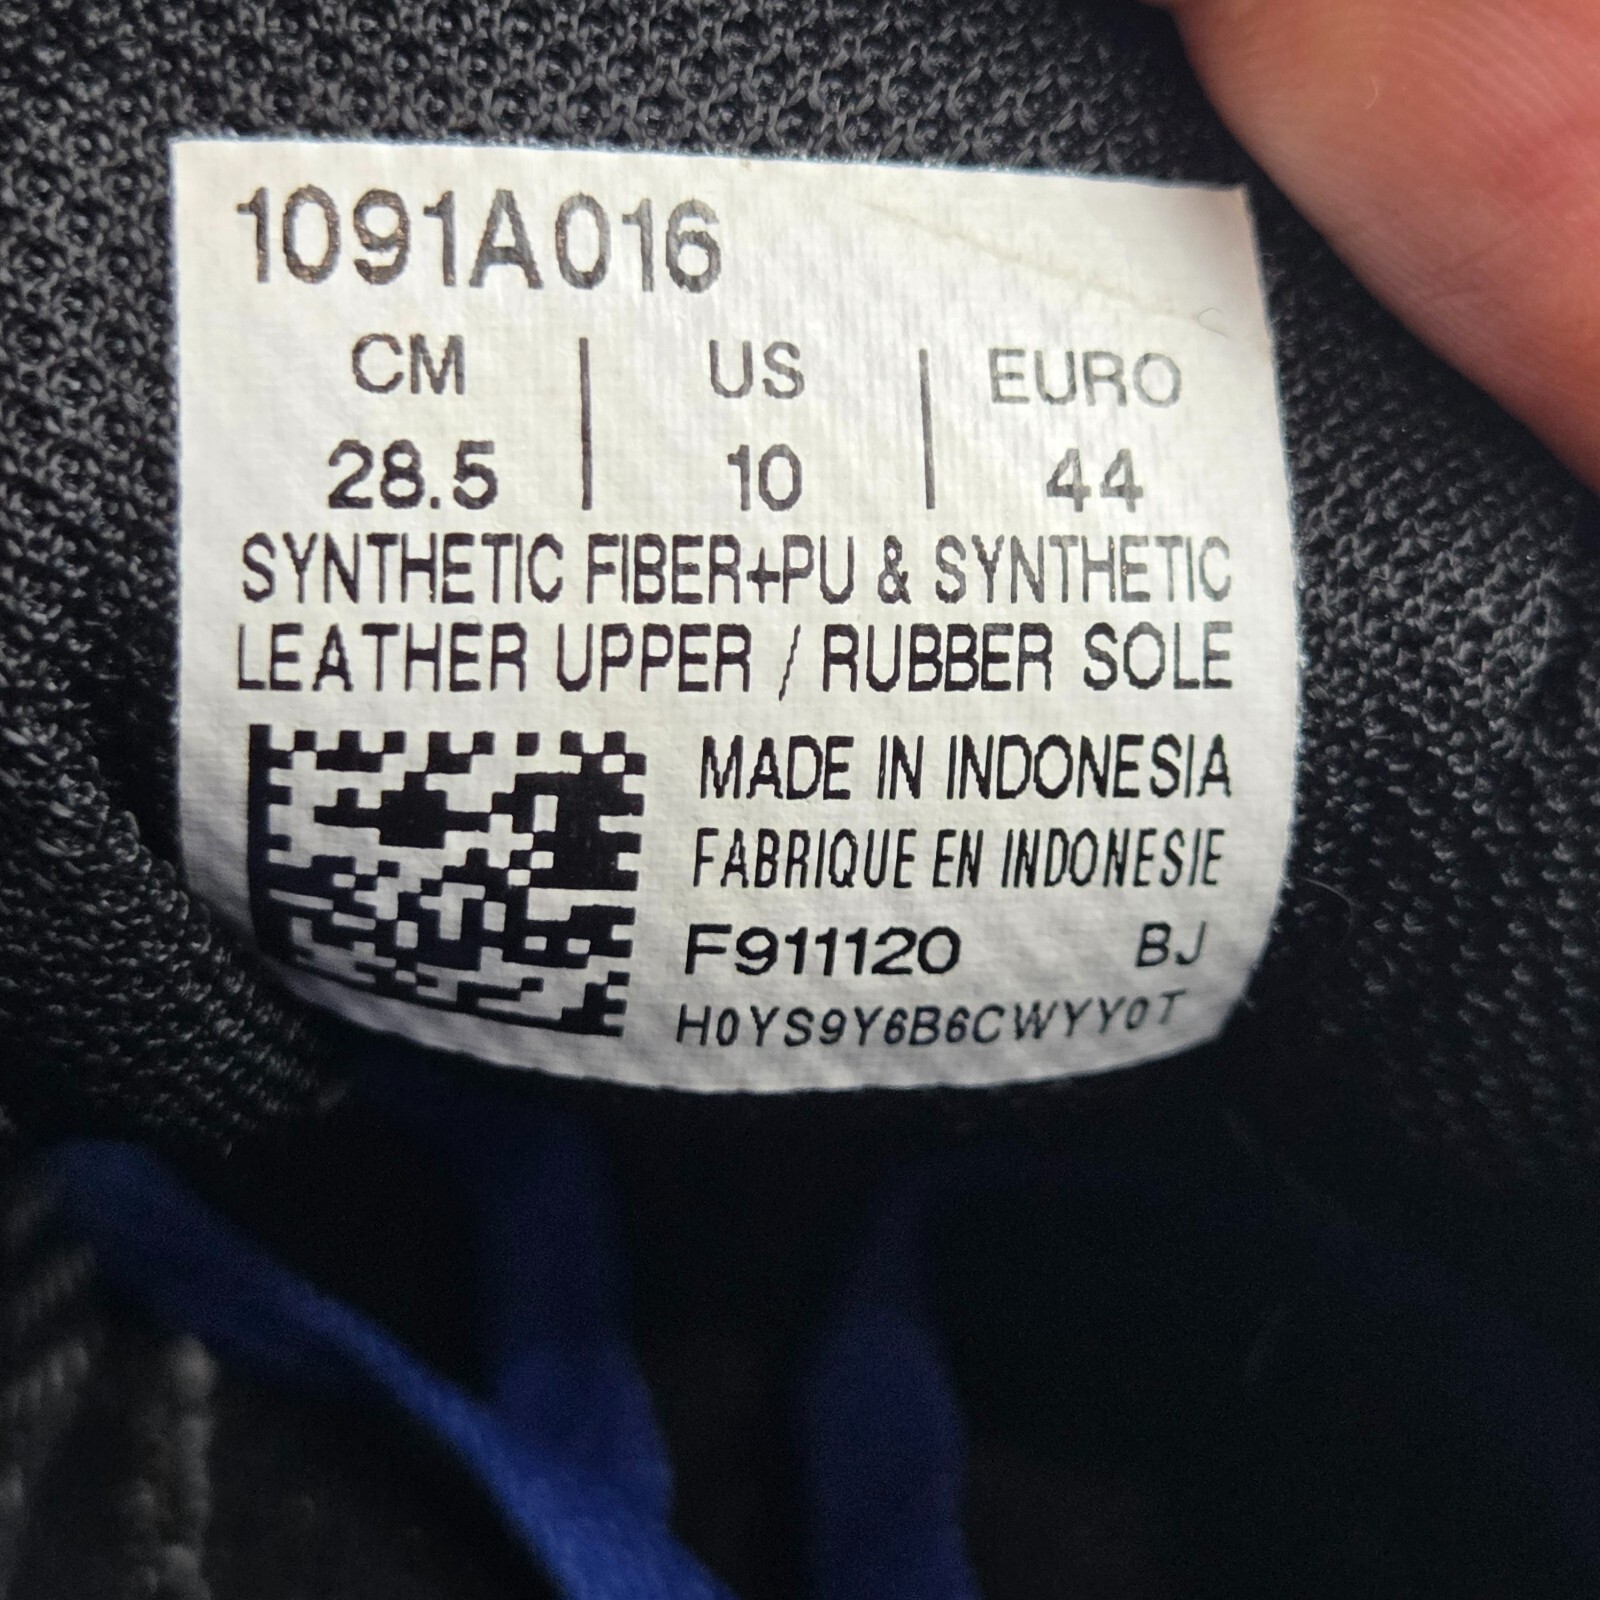 1091A016
CM | US | EURO
28.5 | 10 | 44
SYNTHETIC FIBER+PU & SYNTHETIC
LEATHER UPPER / RUBBER SOLE
MADE IN INDONESIA
FABRIQUE EN INDONESIE
F911120 BJ
H0YS9Y6B6CWYY0T